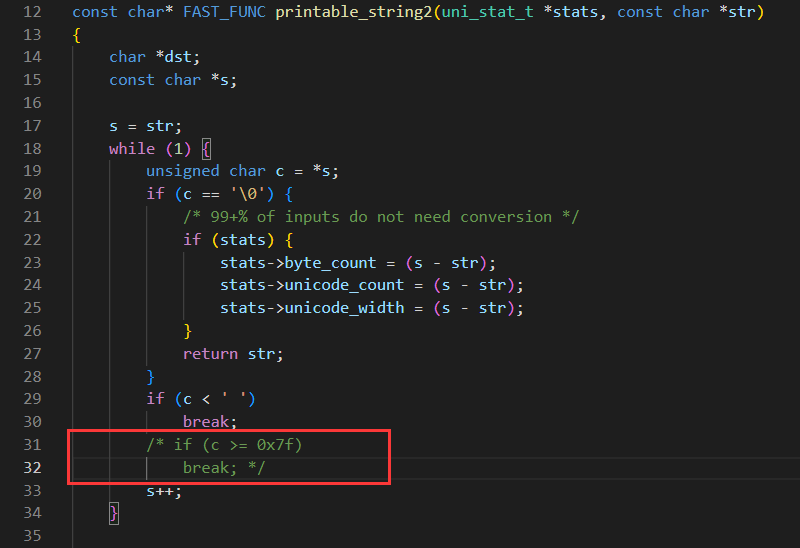 12 const char* FAST_FUNC printable_string2(uni_stat_t *stats, const char *str)
13 {
14     char *dst;
15     const char *s;
16
17     s = str;
18     while (1) {
19         unsigned char c = *s;
20         if (c == '\0') {
21             /* 99+% of inputs do not need conversion */
22             if (stats) {
23                 stats->byte_count = (s - str);
24                 stats->unicode_count = (s - str);
25                 stats->unicode_width = (s - str);
26             }
27             return str;
28         }
29         if (c < ' ')
30             break;
31         /* if (c >= 0x7f)
32             break; */
33         s++;
34     }
35